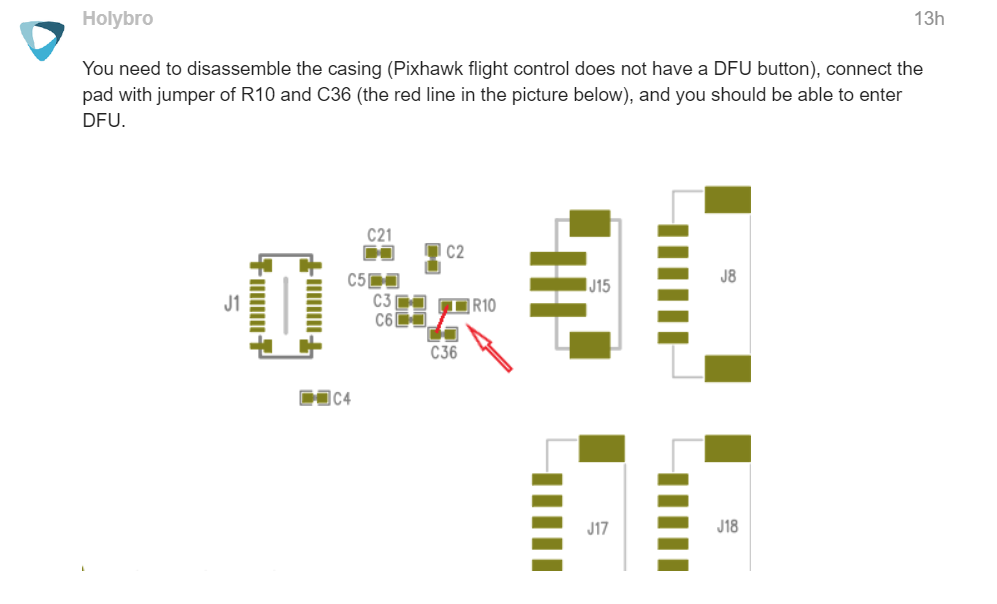 Holybro
13h
You need to disassemble the casing (Pixhawk flight control does not have a DFU button), connect the
pad with jumper of R10 and C36 (the red line in the picture below), and you should be able to enter
DFU.
C21
C2
C5
J1
C3
R10
C6
C36
J15
J8
C4
J17
J18